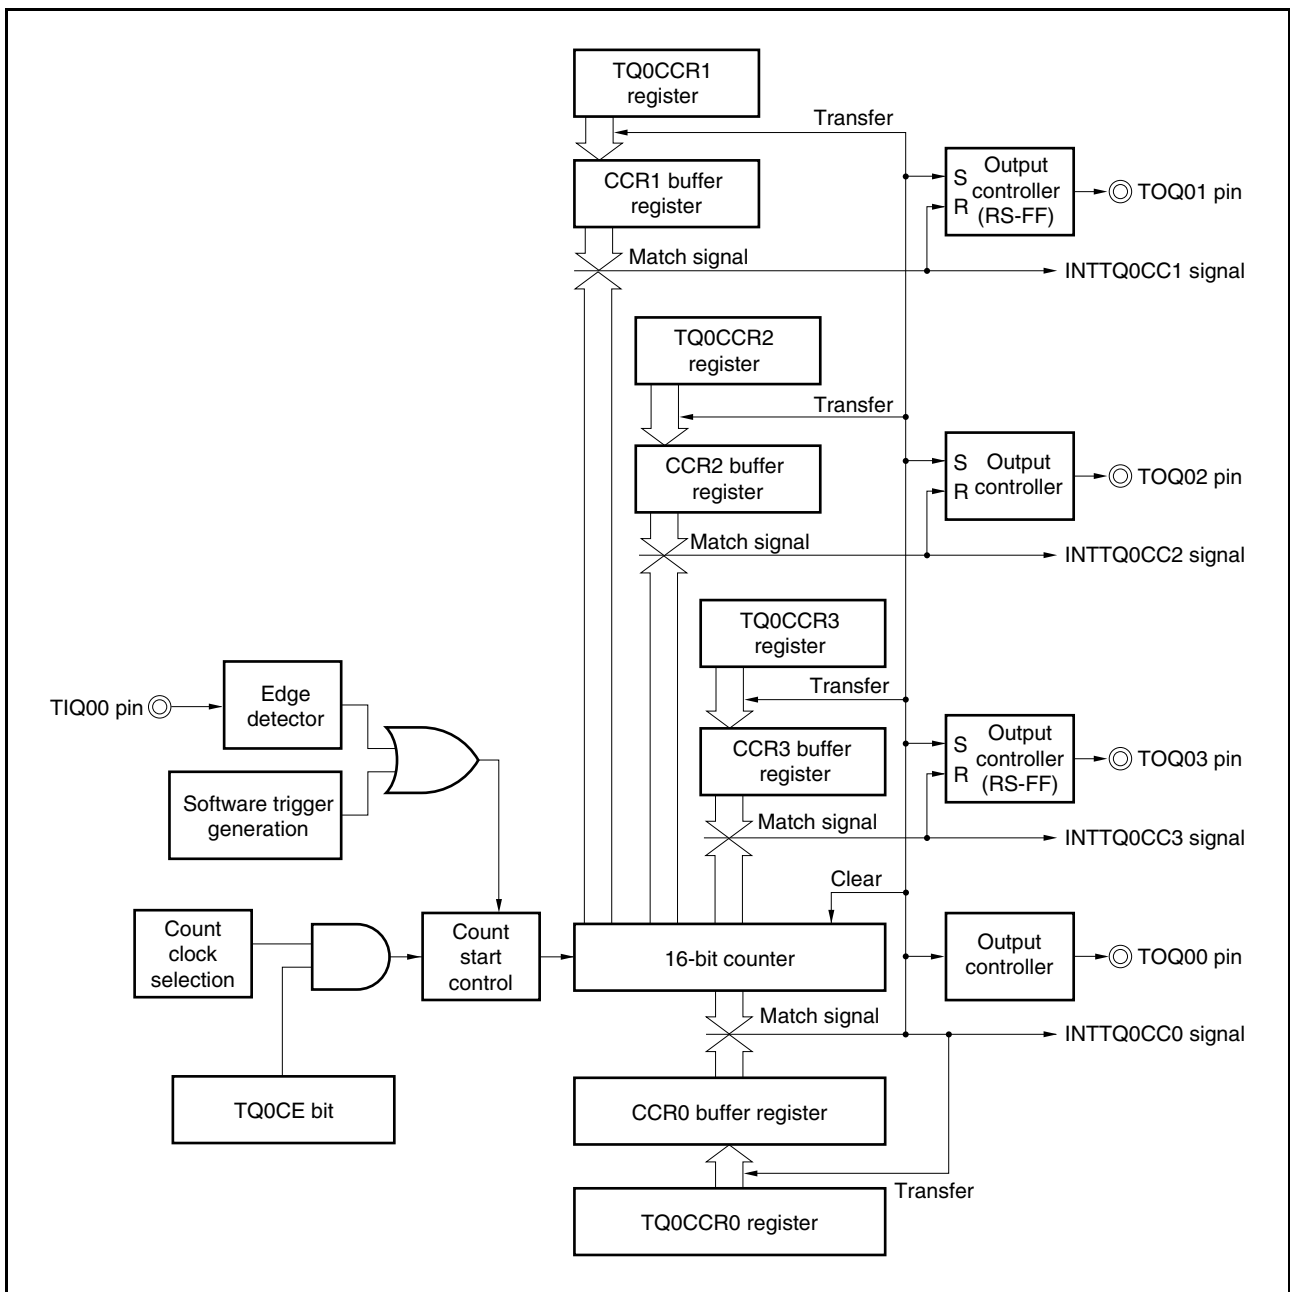 TQ0CCR1
register
Transfer
CCR1 buffer
register
S
R
Output
controller
(RS-FF)
TOQ01 pin
Match signal
INTTQ0CC1 signal
TQ0CCR2
register
Transfer
CCR2 buffer
register
S
R
Output
controller
TOQ02 pin
Match signal
INTTQ0CC2 signal
TQ0CCR3
register
Transfer
TIQ00 pin
Edge
detector
CCR3 buffer
register
S
R
Output
controller
(RS-FF)
TOQ03 pin
Software trigger
generation
Match signal
INTTQ0CC3 signal
Clear
Count
clock
selection
Count
start
control
16-bit counter
Output
controller
TOQ00 pin
Match signal
INTTQ0CC0 signal
TQ0CE bit
CCR0 buffer register
Transfer
TQ0CCR0 register